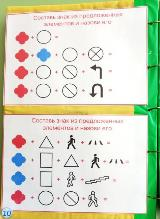 Составь знак из предложенных
элементов и назови его
Составь знак из предложенных
элементов и назови его